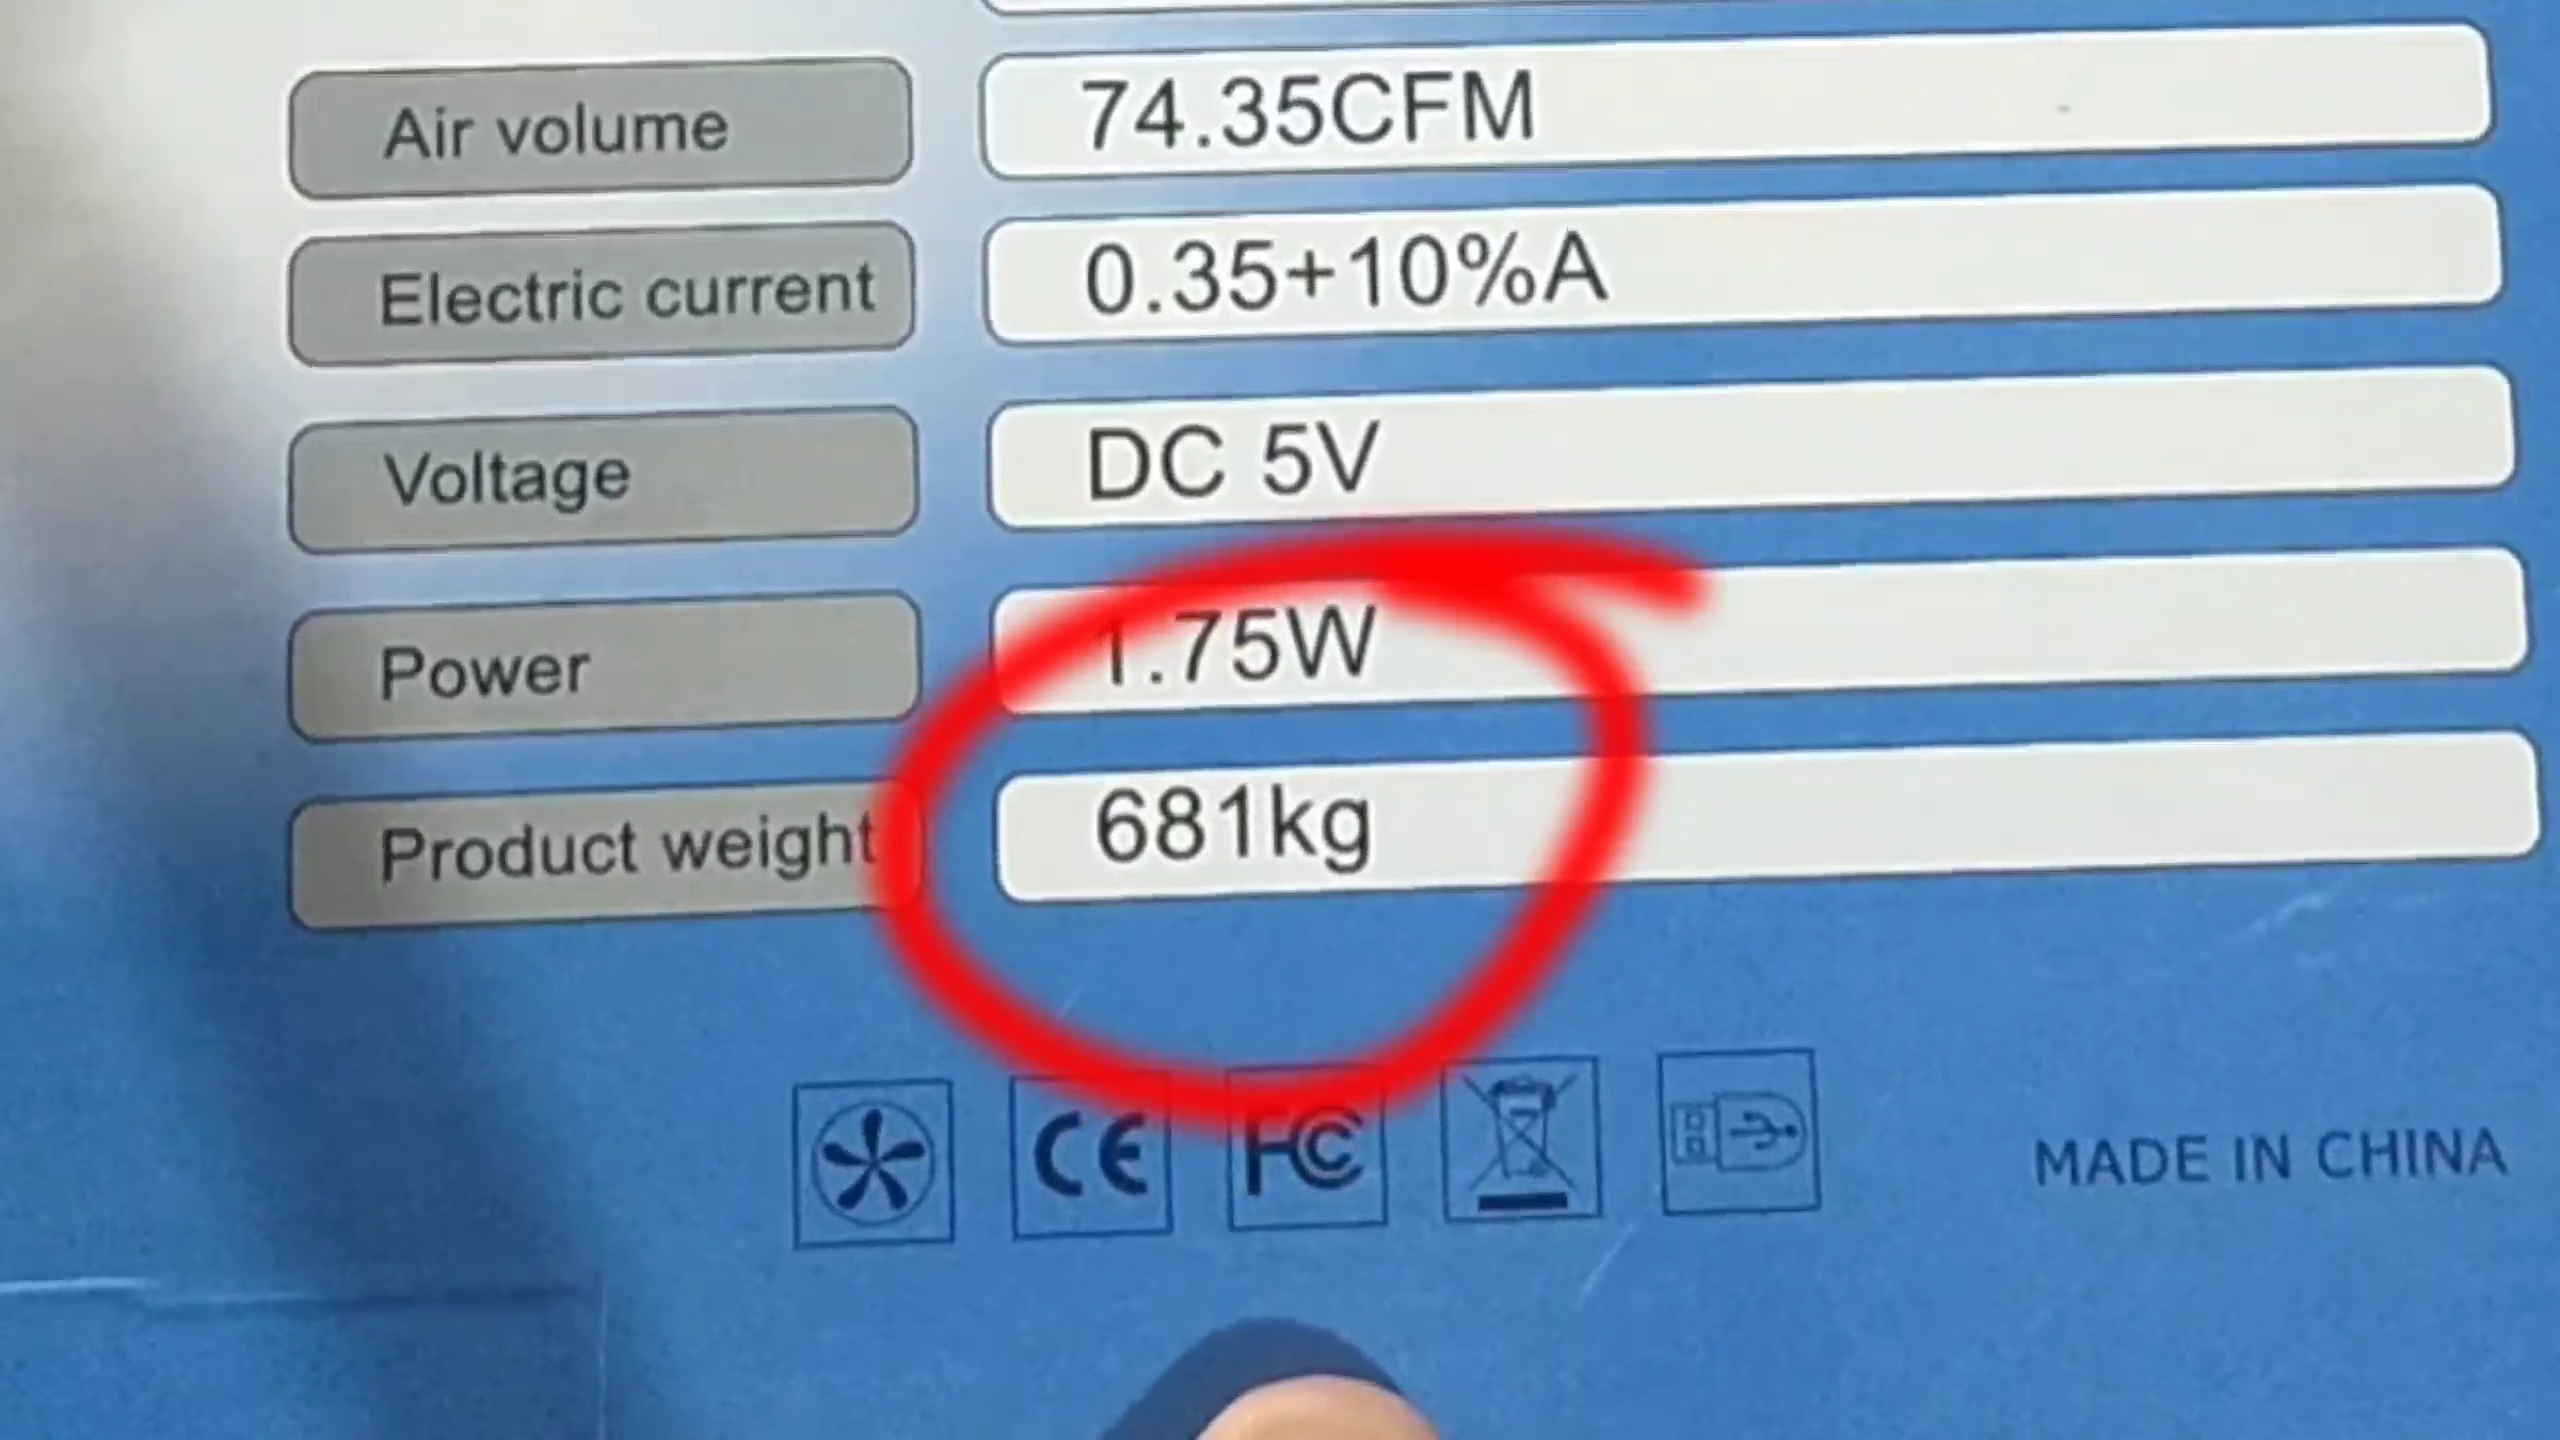 Air volume 74.35CFM
Electric current 0.35+10%A
Voltage DC 5V
Power 1.75W
Product weight 681kg
CE FC
MADE IN CHINA